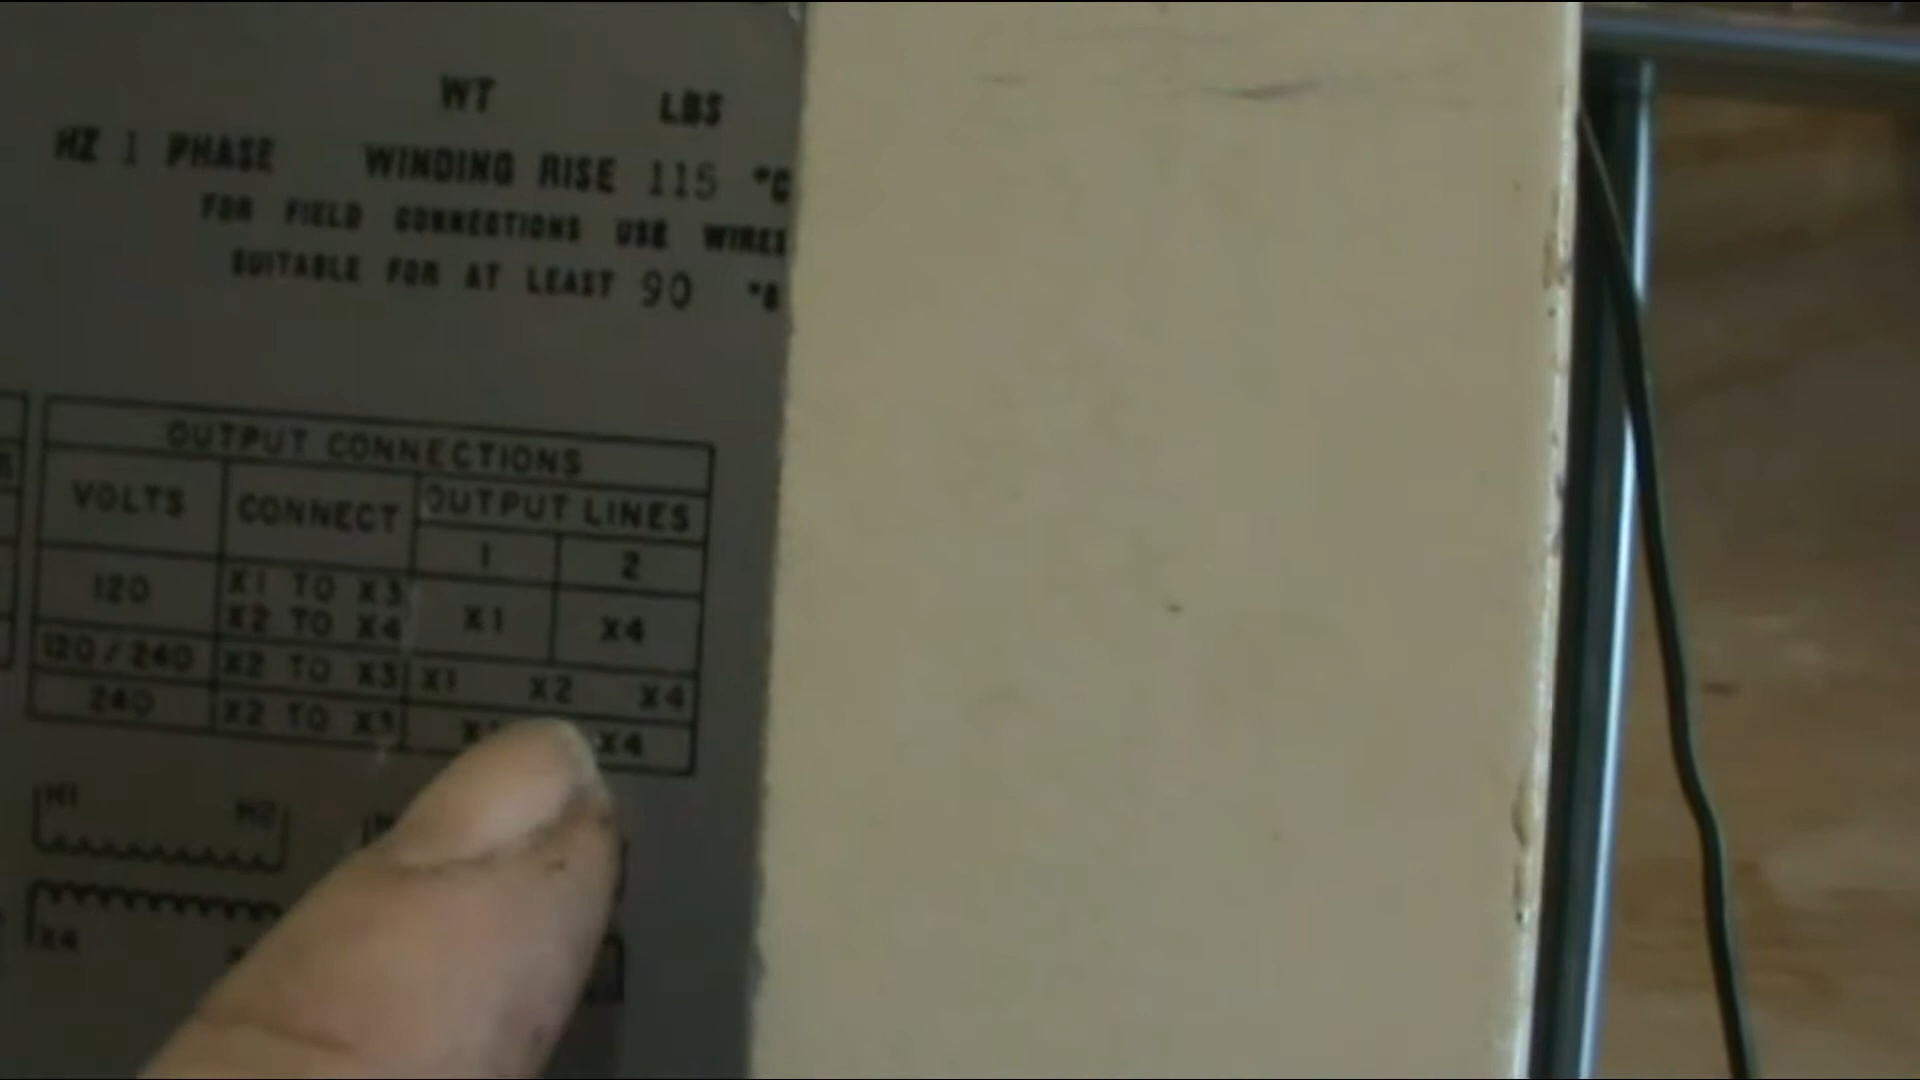 WT LBS
HZ 1 PHASE WINDING RISE 115 °C
FOR FIELD CONNECTIONS USE WIRES
SUITABLE FOR AT LEAST 90 °
OUTPUT CONNECTIONS
VOLTS CONNECT OUTPUT LINES
1 2
120 X1 TO X3 X1 X4
X2 TO X4
120/240 X2 TO X3 X1 X2 X4
240 X2 TO X3 X4
H1 H2
X4